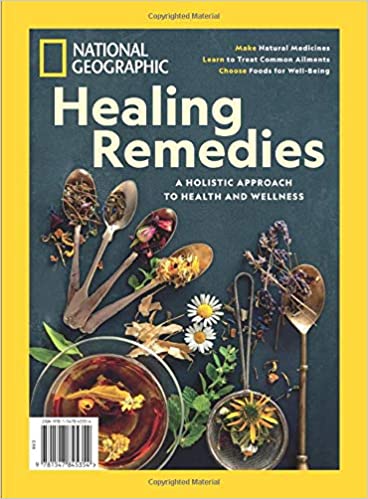 Copyrighted Material
NATIONAL
GEOGRAPHIC
Make Natural Medicines
Learn to Treat Common Ailments
Choose Foods for Well-Being
Healing
Remedies
A HOLISTIC APPROACH
TO HEALTH AND WELLNESS
Copyrighted Material